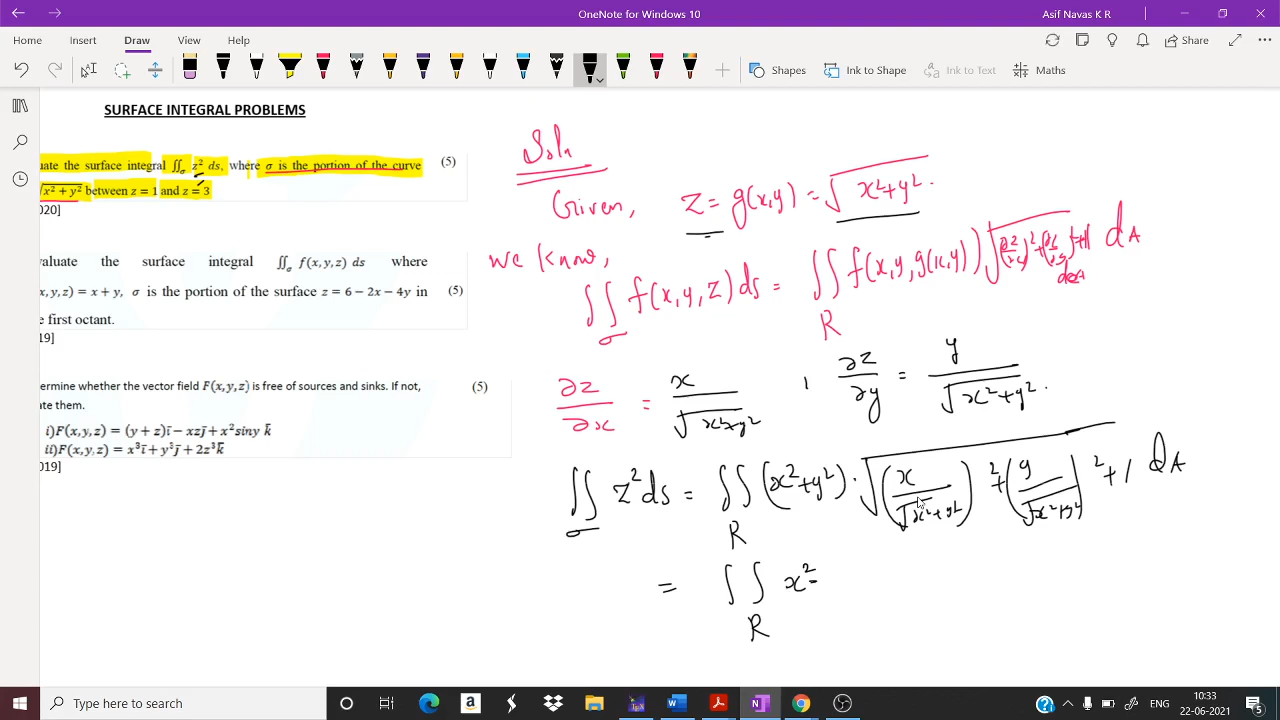 OneNote for Windows 10
Asif Navas K R
Home Insert Draw View Help
Shapes Ink to Shape Ink to Text Maths
SURFACE INTEGRAL PROBLEMS
uate the surface integral ∬σ z² ds, where σ is the portion of the curve (5)
√x² + y² between z = 1 and z = 3
020]
valuate the surface integral ∬σ f(x, y, z) ds where
x, y, z) = x + y, σ is the portion of the surface z = 6 − 2x − 4y in (5)
e first octant.
19]
ermine whether the vector field F(x, y, z) is free of sources and sinks. If not, (5)
ate them.
i)F(x, y, z) = (y + z)ī − xzj̄ + x²siny k̄
ii)F(x, y, z) = x³ī + y³j̄ + 2z³k̄
019]
Soln
Given, z = g(x,y) = √x²+y².
we know,
∬σ f(x,y,z) ds = ∬R f(x,y,g(x,y)) √(∂z/∂x)²+(∂z/∂y)²+1 dA
∂z/∂x = x/√x²+y² , ∂z/∂y = y/√x²+y².
∬σ z² ds = ∬R (x²+y²) · √(x/√x²+y²)² + (y/√x²+y²)² + 1 dA
= ∬R x²
Type here to search
10:33
ENG
22-06-2021